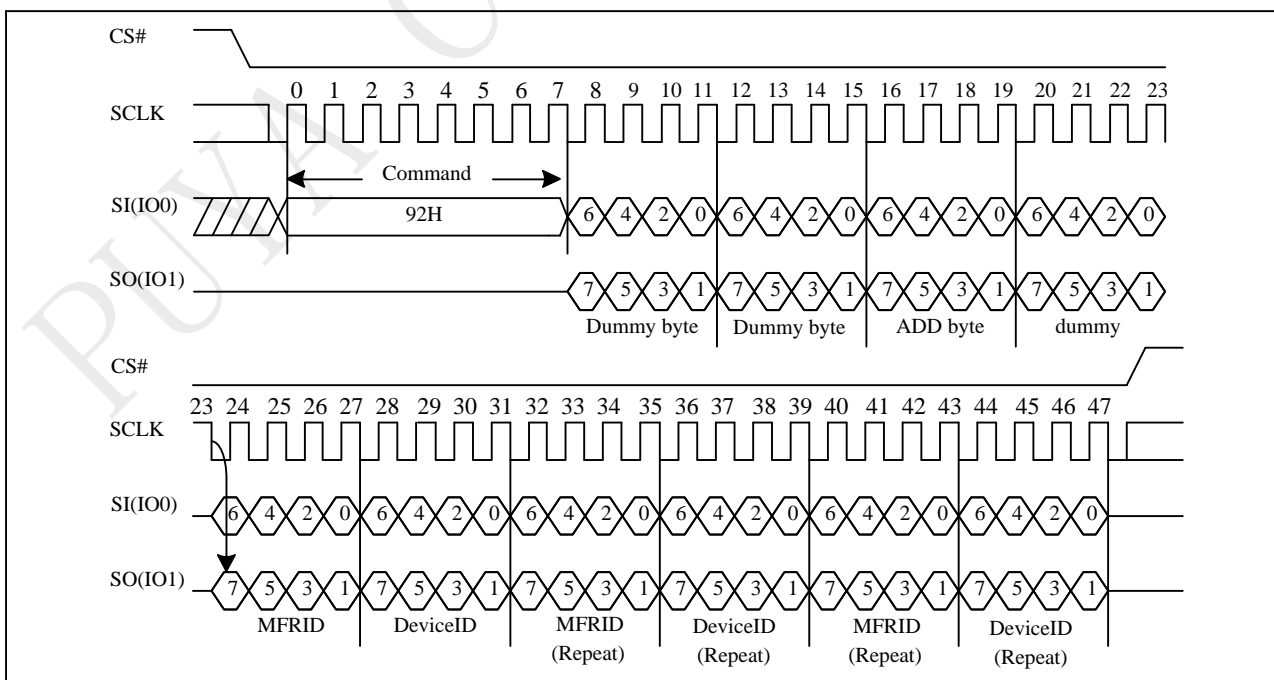 CS#
0 1 2 3 4 5 6 7 8 9 10 11 12 13 14 15 16 17 18 19 20 21 22 23
SCLK
Command
SI(IO0) 92H 6 4 2 0 6 4 2 0 6 4 2 0 6 4 2 0
SO(IO1) 7 5 3 1 7 5 3 1 7 5 3 1 7 5 3 1
Dummy byte Dummy byte ADD byte dummy
CS#
23 24 25 26 27 28 29 30 31 32 33 34 35 36 37 38 39 40 41 42 43 44 45 46 47
SCLK
SI(IO0) 6 4 2 0 6 4 2 0 6 4 2 0 6 4 2 0 6 4 2 0 6 4 2 0
SO(IO1) 7 5 3 1 7 5 3 1 7 5 3 1 7 5 3 1 7 5 3 1 7 5 3 1
MFRID DeviceID MFRID DeviceID MFRID DeviceID
(Repeat) (Repeat) (Repeat) (Repeat)
PUYA